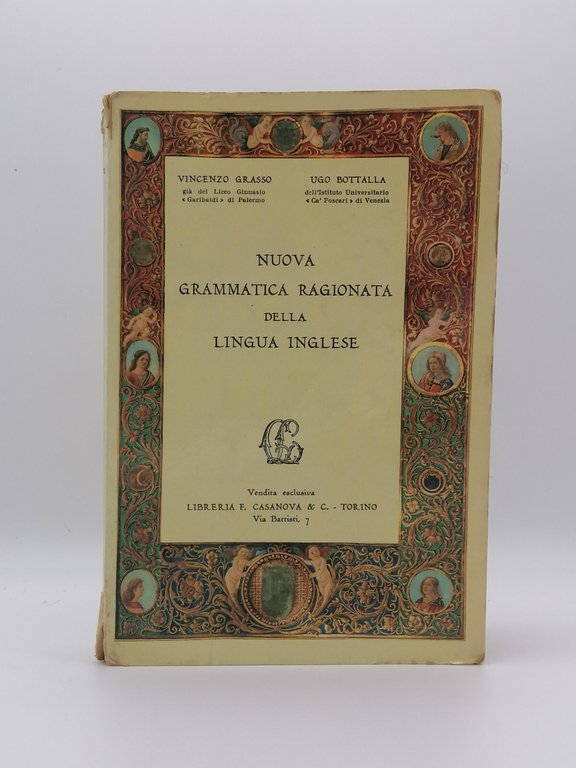 VINCENZO GRASSO
già del Liceo Ginnasio
« Garibaldi » di Palermo
UGO BOTTALLA
dell'Istituto Universitario
« Ca' Foscari » di Venezia
NUOVA
GRAMMATICA RAGIONATA
DELLA
LINGUA INGLESE
Vendita esclusiva
LIBRERIA F. CASANOVA & C. - TORINO
Via Battisti, 7